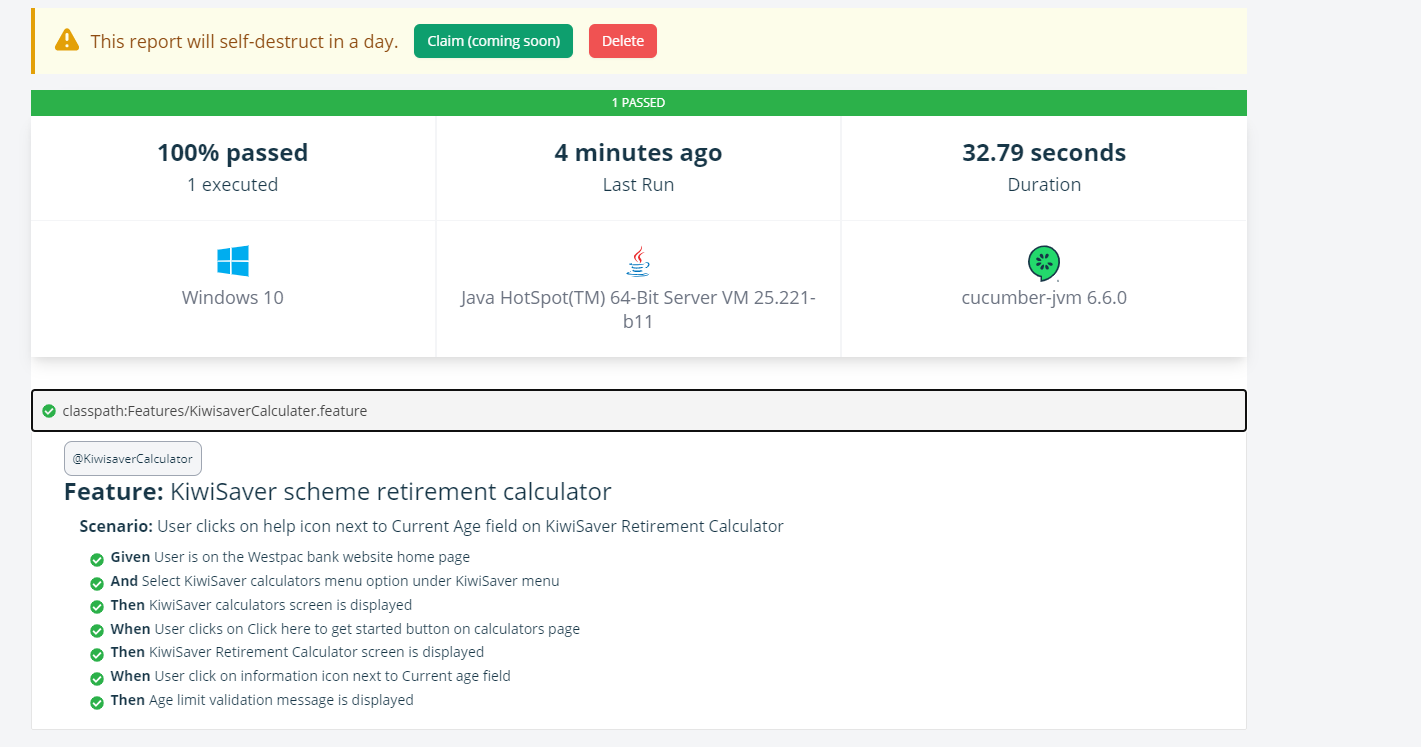 This report will self-destruct in a day.
Claim (coming soon)
Delete
1 PASSED
100% passed
1 executed
4 minutes ago
Last Run
32.79 seconds
Duration
Windows 10
Java HotSpot(TM) 64-Bit Server VM 25.221-
b11
cucumber-jvm 6.6.0
classpath:Features/KiwisaverCalculater.feature
@KiwisaverCalculator
Feature: KiwiSaver scheme retirement calculator
Scenario: User clicks on help icon next to Current Age field on KiwiSaver Retirement Calculator
Given User is on the Westpac bank website home page
And Select KiwiSaver calculators menu option under KiwiSaver menu
Then KiwiSaver calculators screen is displayed
When User clicks on Click here to get started button on calculators page
Then KiwiSaver Retirement Calculator screen is displayed
When User click on information icon next to Current age field
Then Age limit validation message is displayed